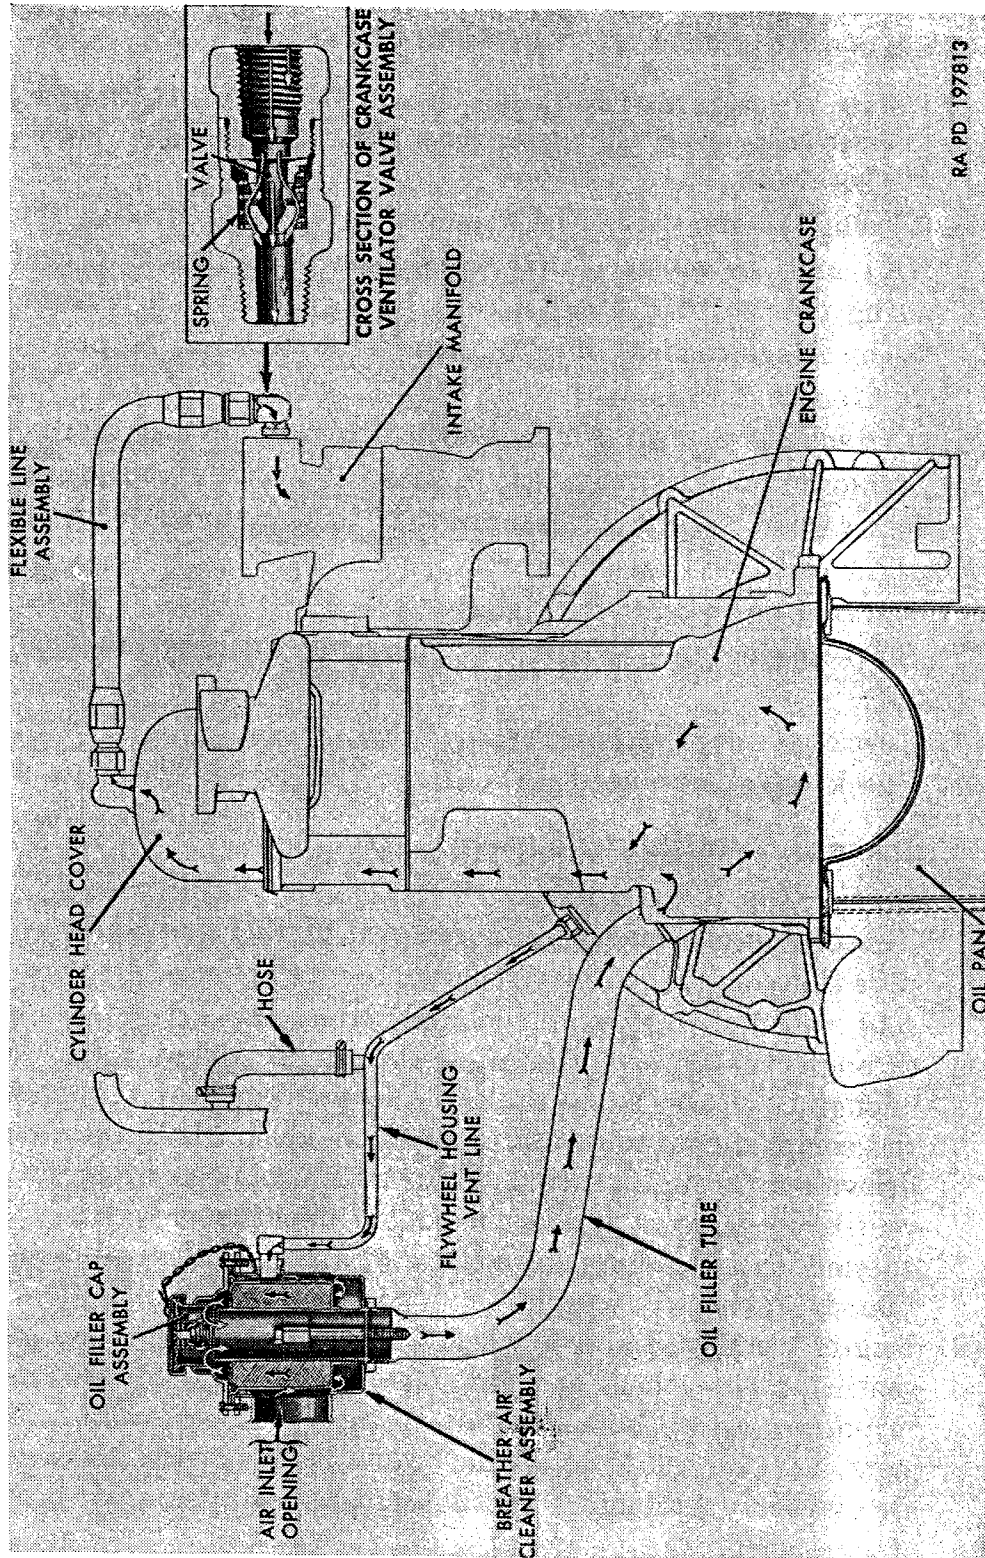 AIR INLET
OPENING
OIL FILLER CAP
ASSEMBLY
BREATHER AIR
CLEANER ASSEMBLY
OIL FILLER TUBE
FLYWHEEL HOUSING
VENT LINE
HOSE
CYLINDER HEAD COVER
FLEXIBLE LINE
ASSEMBLY
SPRING
VALVE
CROSS SECTION OF CRANKCASE
VENTILATOR VALVE ASSEMBLY
INTAKE MANIFOLD
ENGINE CRANKCASE
OIL PAN
RA PD 197813